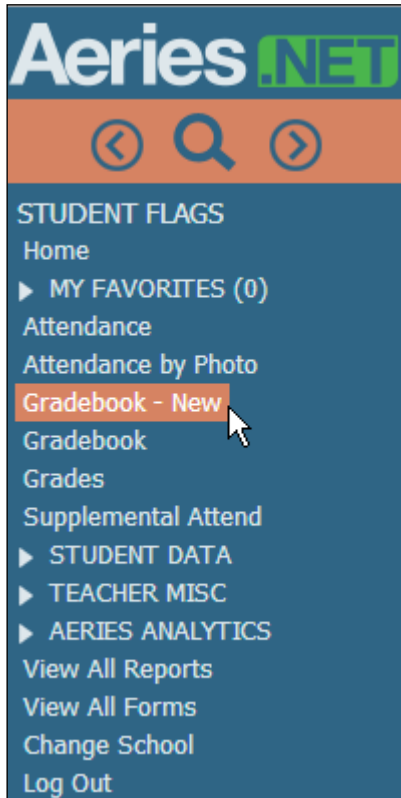 Aeries .NET
STUDENT FLAGS
Home
MY FAVORITES (0)
Attendance
Attendance by Photo
Gradebook - New
Gradebook
Grades
Supplemental Attend
STUDENT DATA
TEACHER MISC
AERIES ANALYTICS
View All Reports
View All Forms
Change School
Log Out